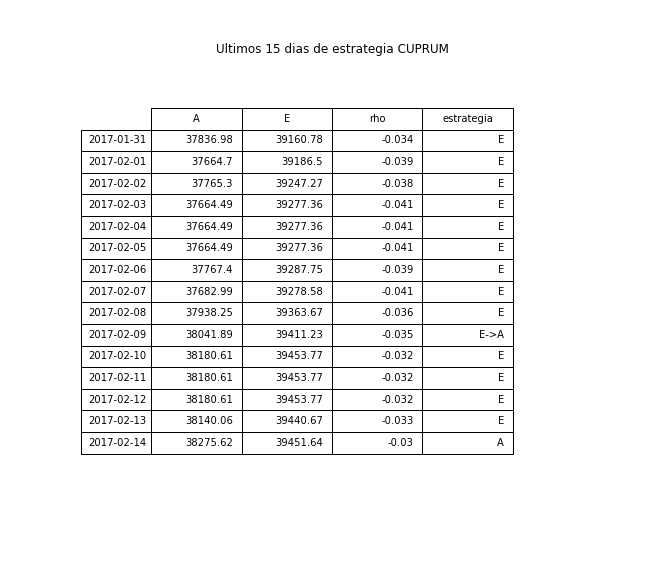 Ultimos 15 dias de estrategia CUPRUM
A E rho estrategia
2017-01-31 37836.98 39160.78 -0.034 E
2017-02-01 37664.7 39186.5 -0.039 E
2017-02-02 37765.3 39247.27 -0.038 E
2017-02-03 37664.49 39277.36 -0.041 E
2017-02-04 37664.49 39277.36 -0.041 E
2017-02-05 37664.49 39277.36 -0.041 E
2017-02-06 37767.4 39287.75 -0.039 E
2017-02-07 37682.99 39278.58 -0.041 E
2017-02-08 37938.25 39363.67 -0.036 E
2017-02-09 38041.89 39411.23 -0.035 E->A
2017-02-10 38180.61 39453.77 -0.032 E
2017-02-11 38180.61 39453.77 -0.032 E
2017-02-12 38180.61 39453.77 -0.032 E
2017-02-13 38140.06 39440.67 -0.033 E
2017-02-14 38275.62 39451.64 -0.03 A